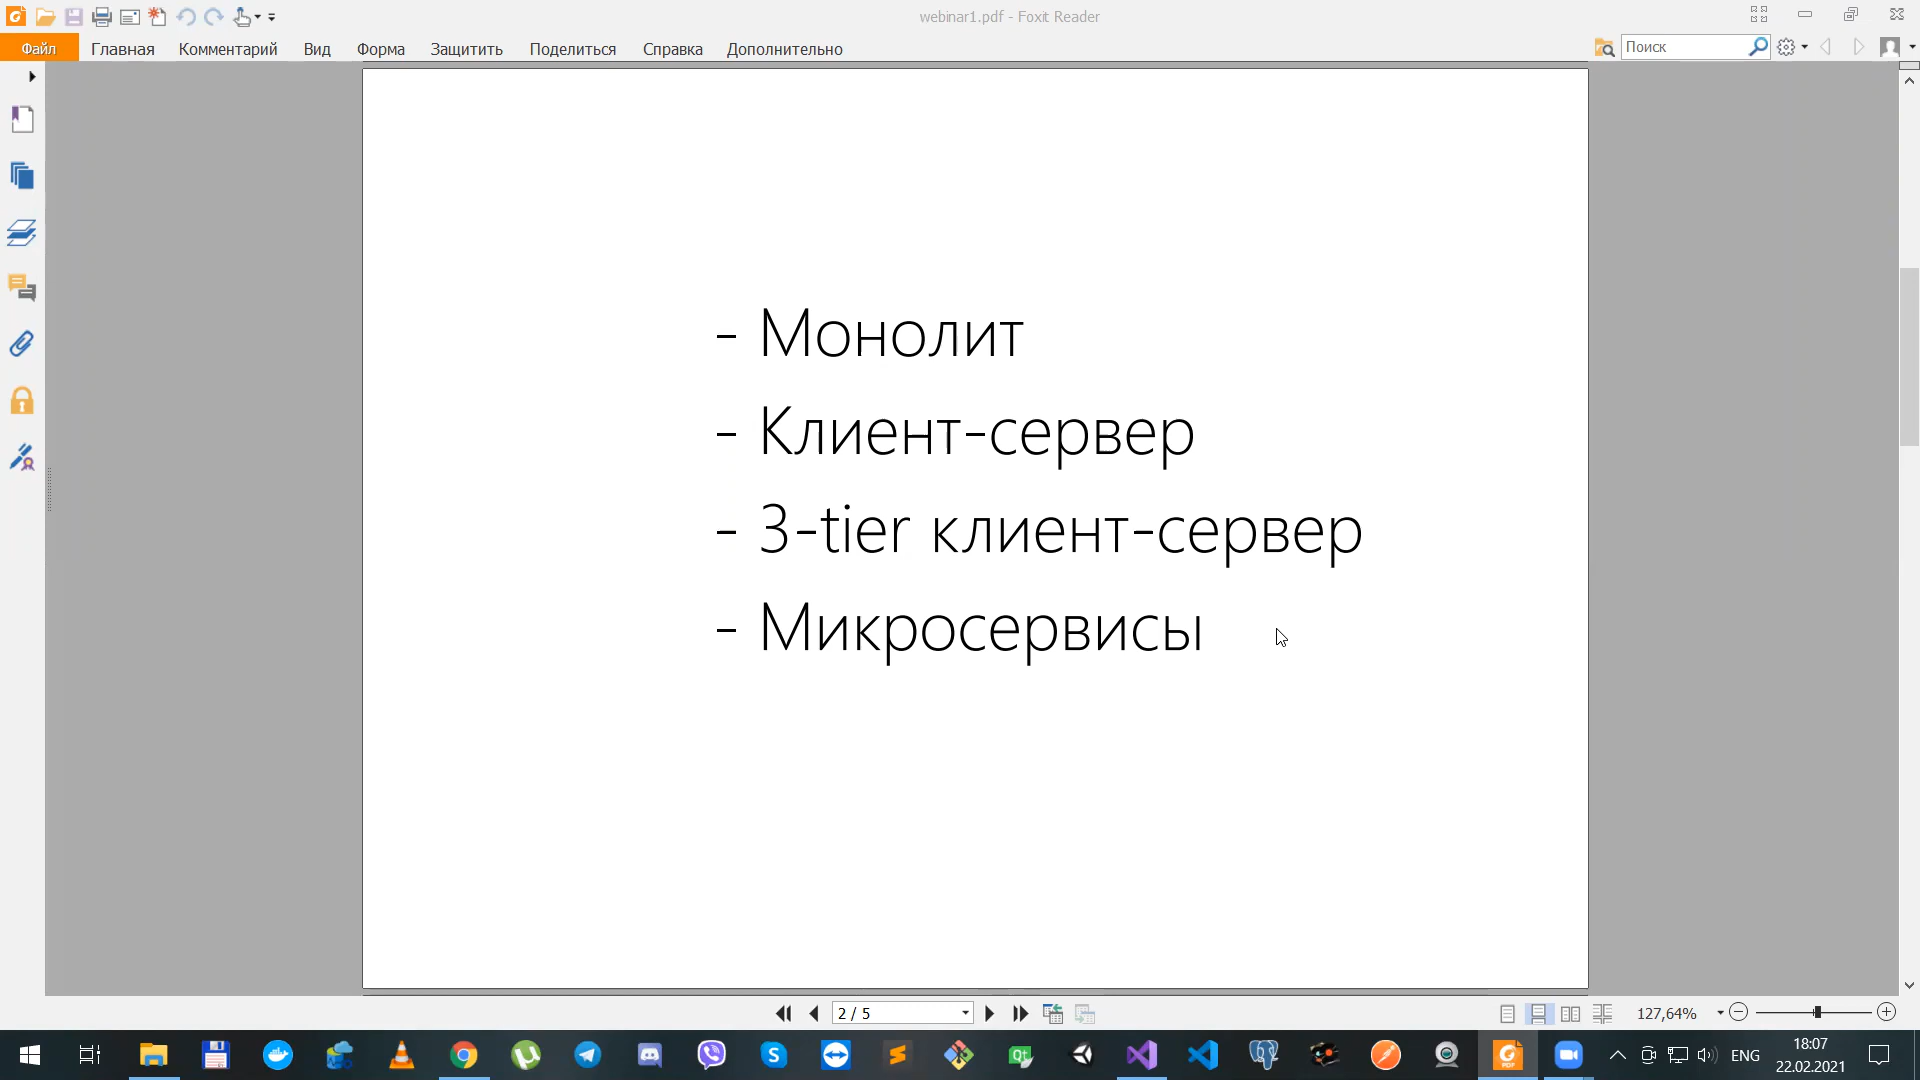 webinar1.pdf - Foxit Reader
Файл Главная Комментарий Вид Форма Защитить Поделиться Справка Дополнительно Поиск
- Монолит
- Клиент-сервер
- 3-tier клиент-сервер
- Микросервисы
2 / 5
127,64%
ENG
18:07
22.02.2021